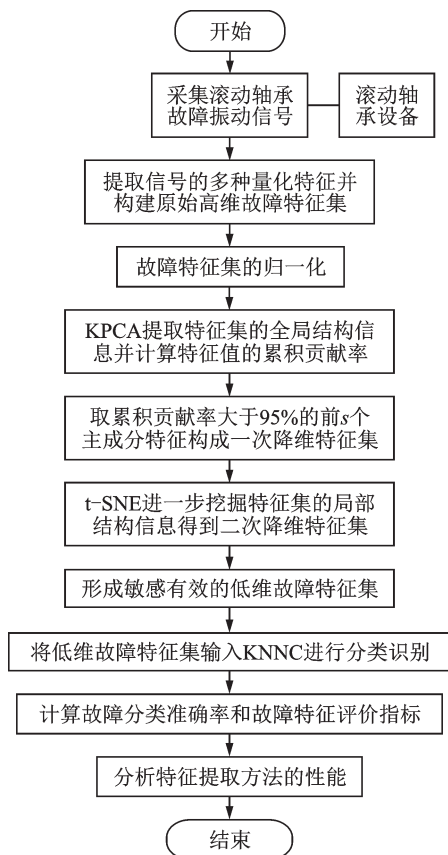 开始
采集滚动轴承
故障振动信号
滚动轴
承设备
提取信号的多种量化特征并
构建原始高维故障特征集
故障特征集的归一化
KPCA提取特征集的全局结构信
息并计算特征值的累积贡献率
取累积贡献率大于95%的前s个
主成分特征构成一次降维特征集
t-SNE进一步挖掘特征集的局部
结构信息得到二次降维特征集
形成敏感有效的低维故障特征集
将低维故障特征集输入KNNC进行分类识别
计算故障分类准确率和故障特征评价指标
分析特征提取方法的性能
结束